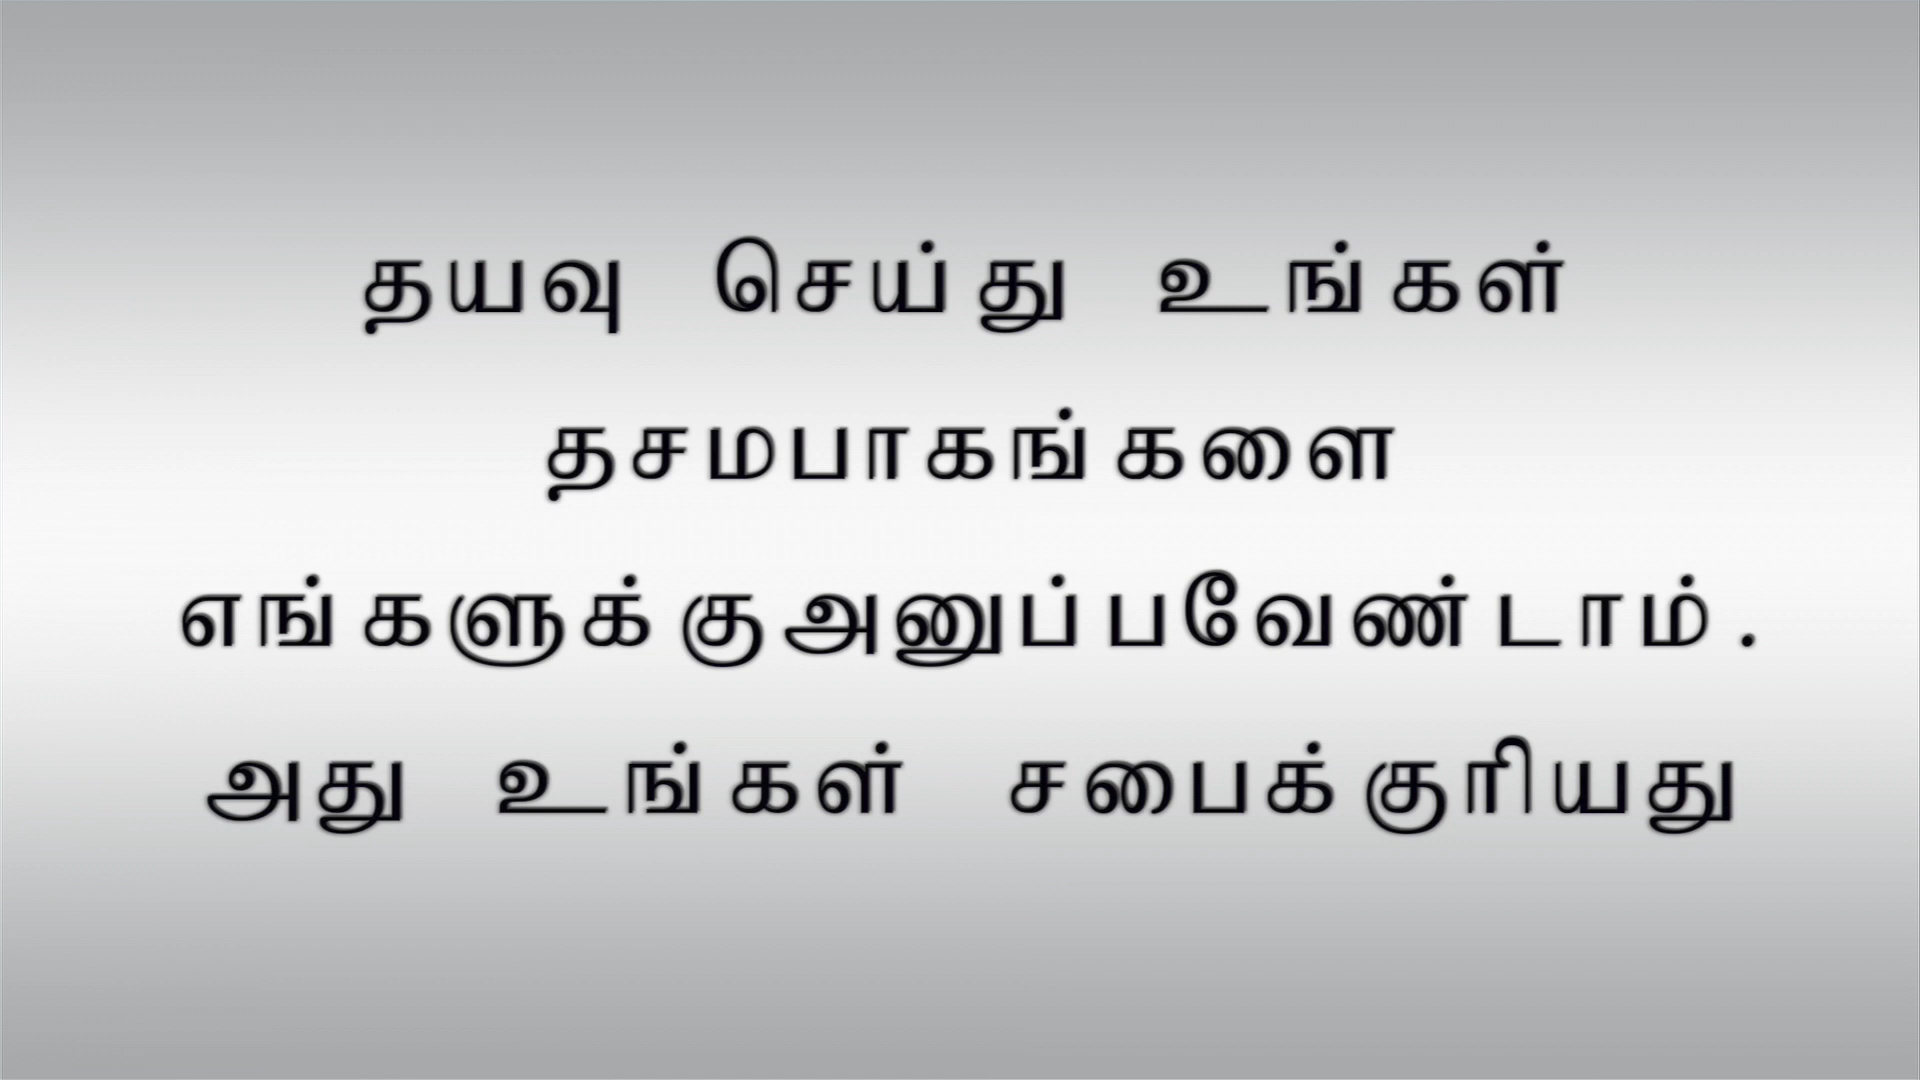 தயவு செய்து உங்கள்
தசமபாகங்களை
எங்களுக்குஅனுப்பவேண்டாம்.
அது உங்கள் சபைக்குரியது